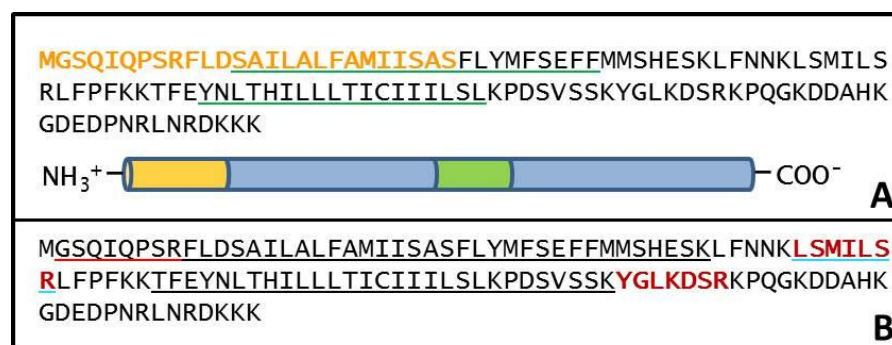 MGSQIQPSRFLDSAILALFAMIISASFLYMFSEFFMMSHESKLFNNKLSMILS
RLFPFKKTFEYNLTHILLLTICIIILSLKPDSVSSKYGLKDSRKPQGKDDAHK
GDEDPNRLNRDKKK
NH₃⁺ COO⁻
A
MGSQIQPSRFLDSAILALFAMIISASFLYMFSEFFMMSHESKLFNNKLSMILS
RLFPFKKTFEYNLTHILLLTICIIILSLKPDSVSSKYGLKDSRKPQGKDDAHK
GDEDPNRLNRDKKK
B